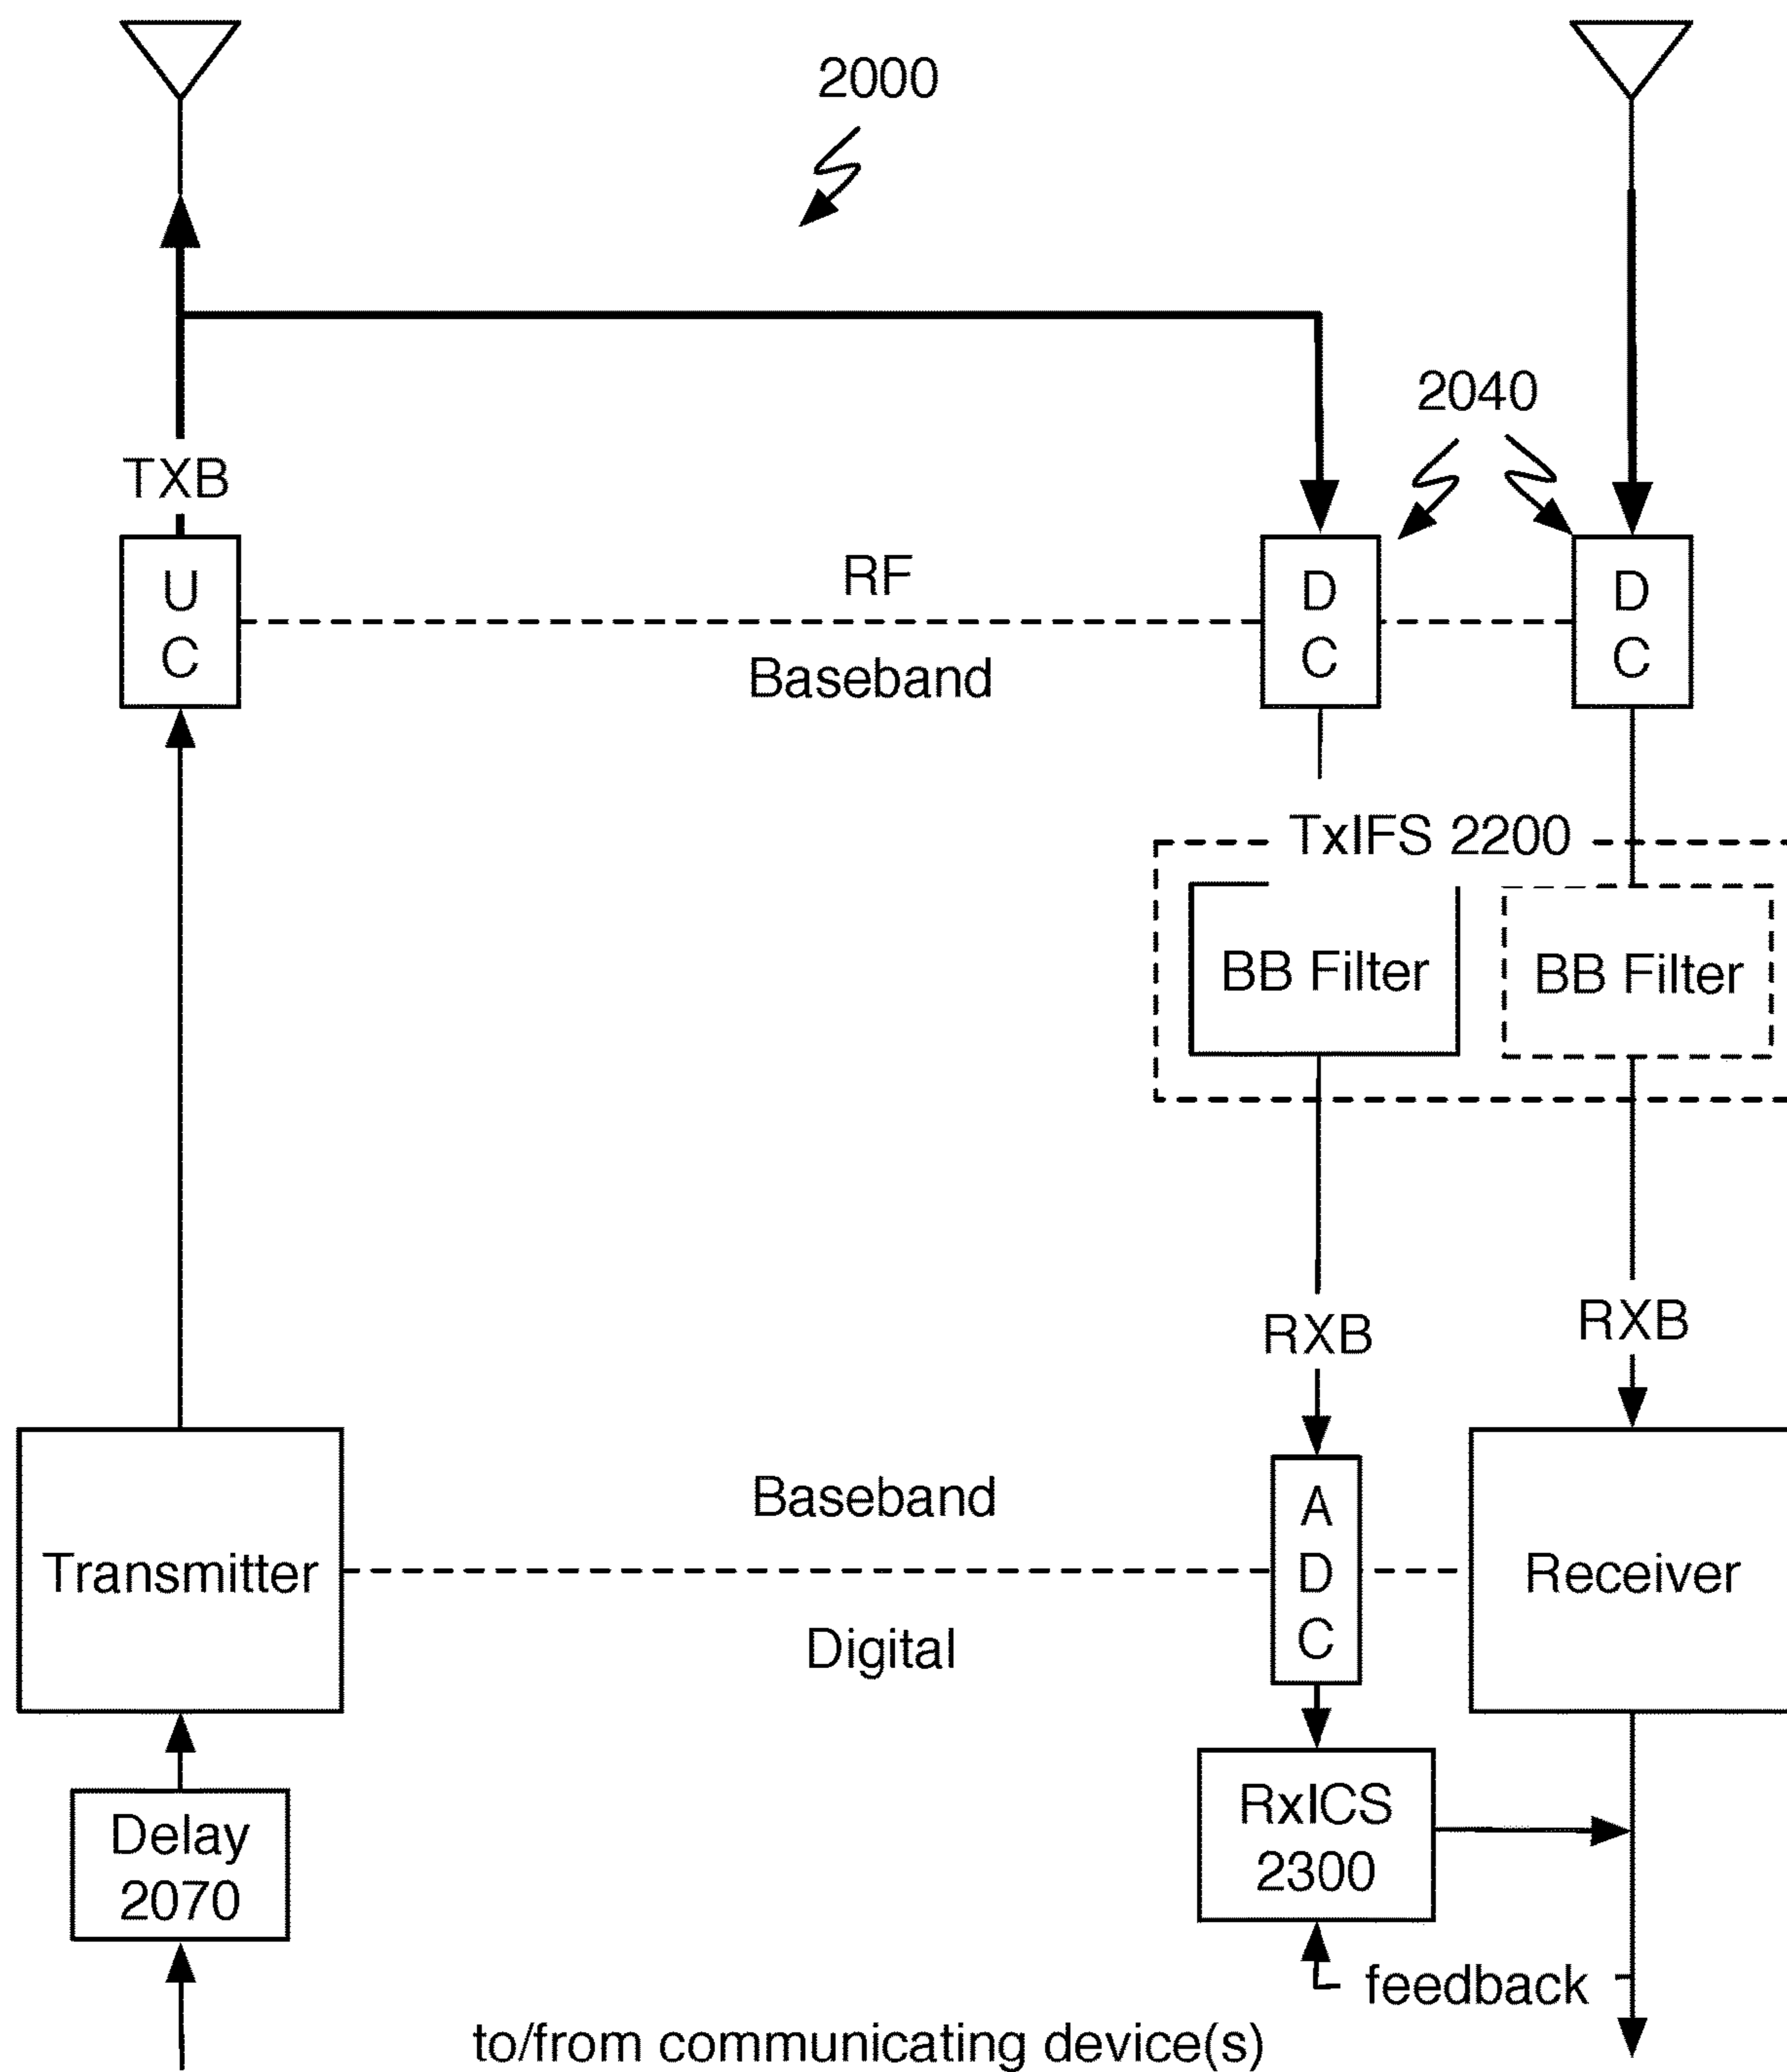 2000
2040
TXB
U
C
RF
Baseband
D
C
D
C
TxIFS 2200
BB Filter
BB Filter
RXB
RXB
Transmitter
Baseband
Digital
A
D
C
Receiver
Delay
2070
RxICS
2300
feedback
to/from communicating device(s)